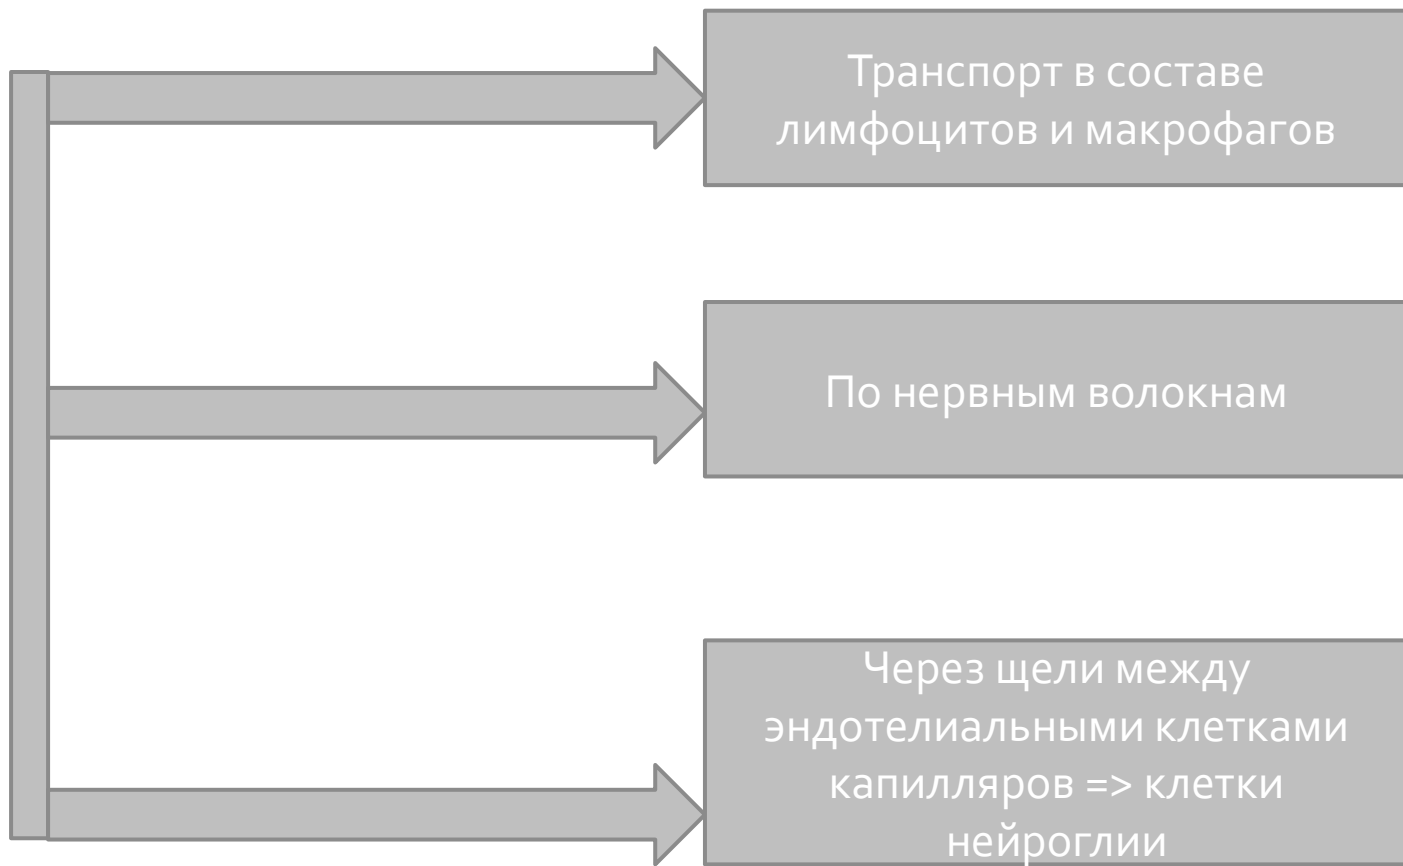 Транспорт в составе
лимфоцитов и макрофагов
По нервным волокнам
Через щели между
эндотелиальными клетками
капилляров => клетки
нейроглии